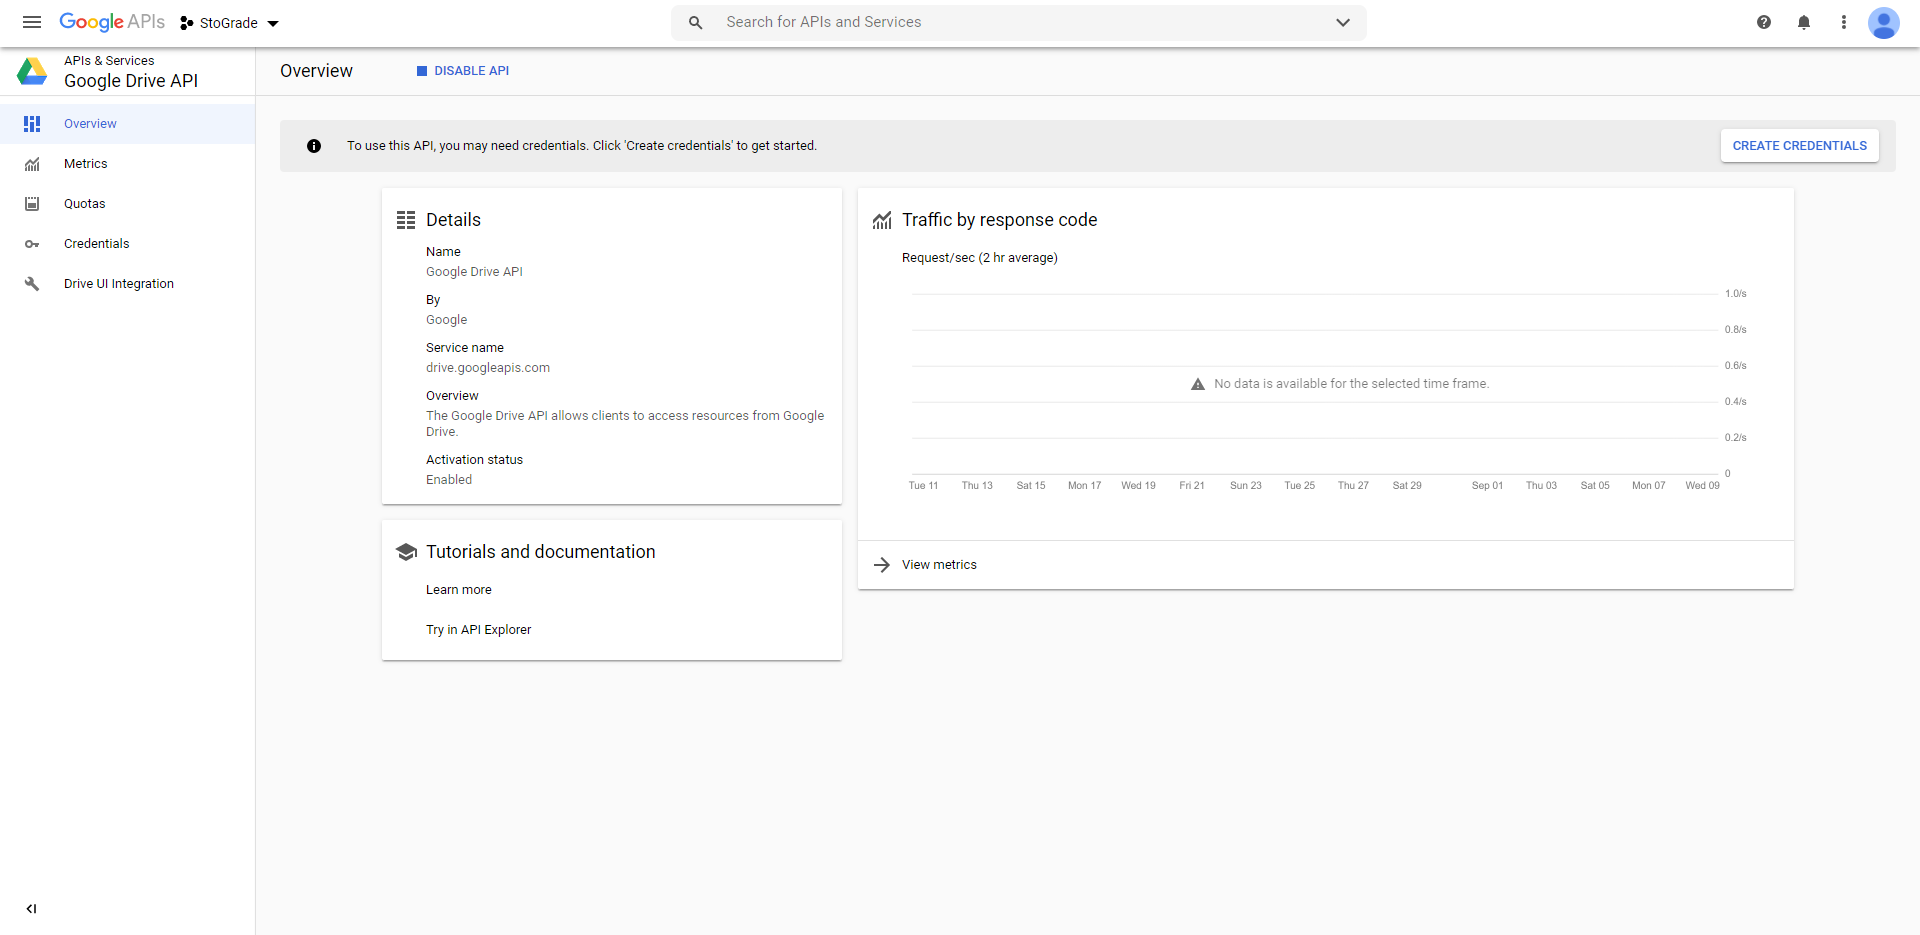 Google APIs
StoGrade
Search for APIs and Services
APIs & Services
Google Drive API
Overview
DISABLE API
Overview
Metrics
Quotas
Credentials
Drive UI Integration
To use this API, you may need credentials. Click 'Create credentials' to get started.
CREATE CREDENTIALS
Details
Name
Google Drive API
By
Google
Service name
drive.googleapis.com
Overview
The Google Drive API allows clients to access resources from Google
Drive.
Activation status
Enabled
Tutorials and documentation
Learn more
Try in API Explorer
Traffic by response code
Request/sec (2 hr average)
1.0/s
0.8/s
0.6/s
No data is available for the selected time frame.
0.4/s
0.2/s
0
Tue 11 Thu 13 Sat 15 Mon 17 Wed 19 Fri 21 Sun 23 Tue 25 Thu 27 Sat 29 Sep 01 Thu 03 Sat 05 Mon 07 Wed 09
View metrics